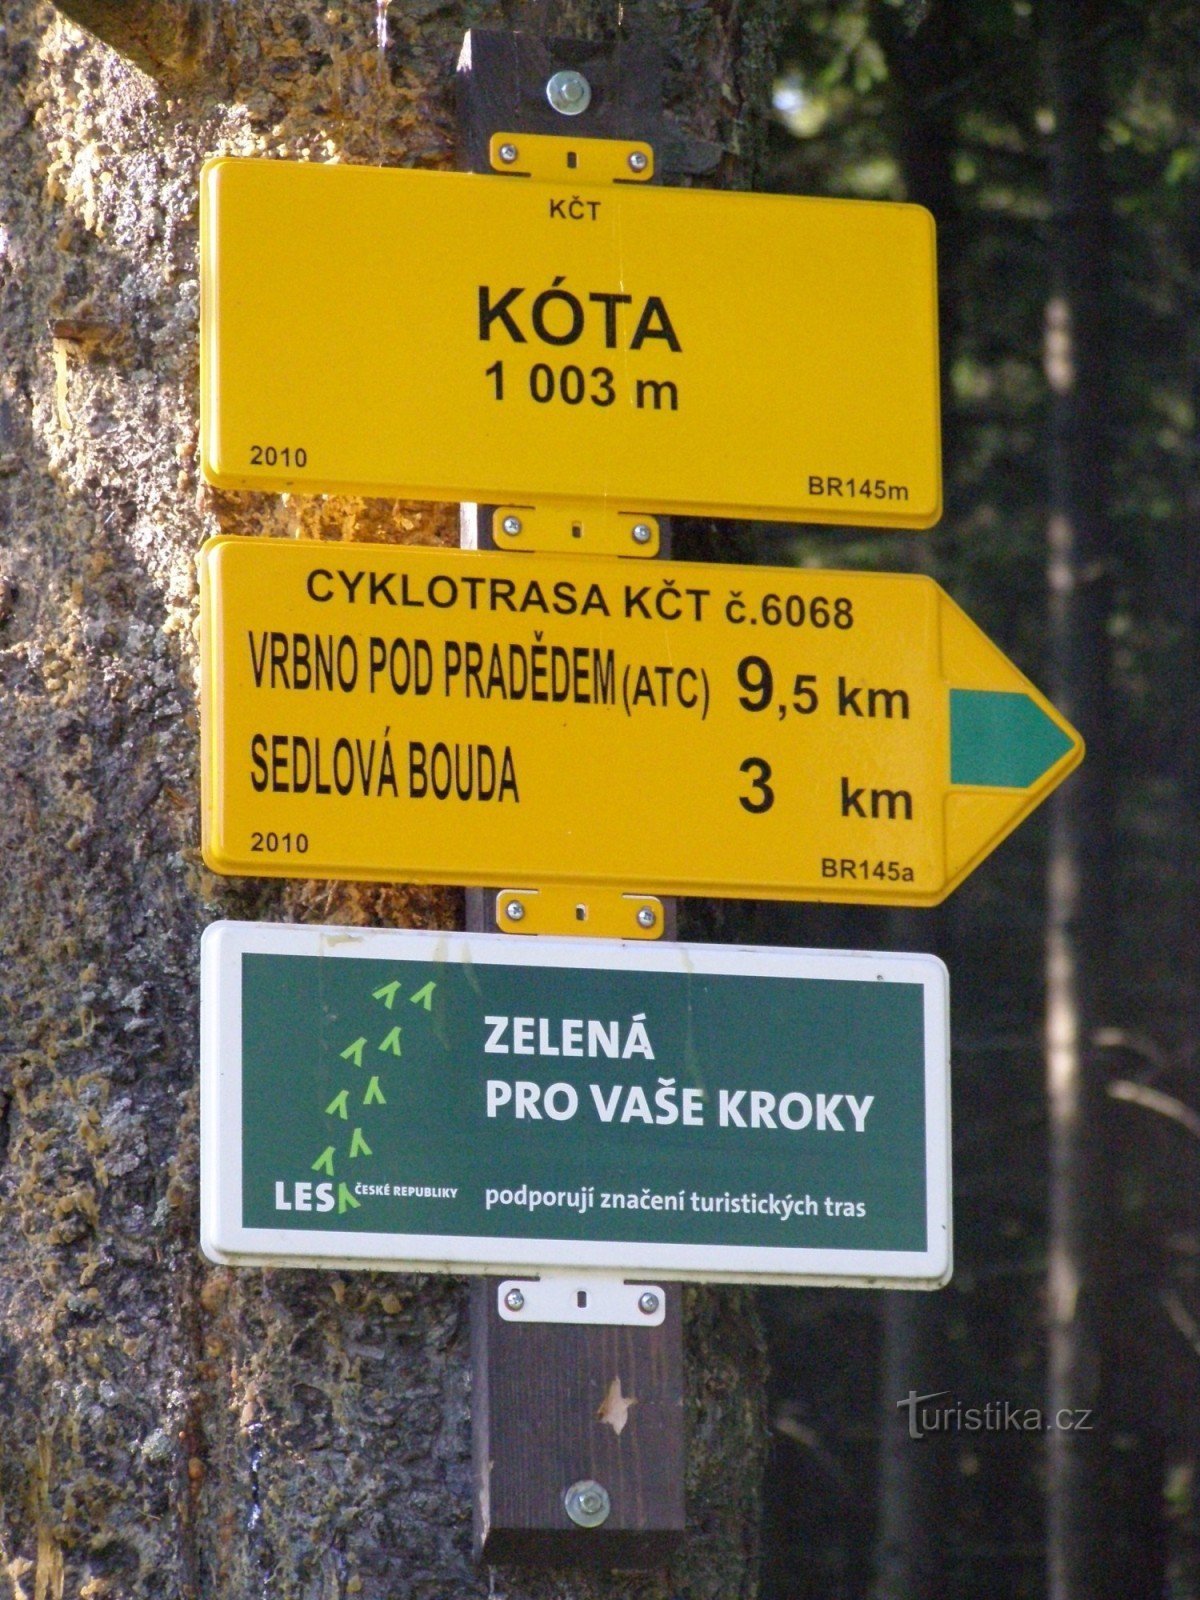 KČT
KÓTA
1 003 m
2010 BR145m
CYKLOTRASA KČT č.6068
VRBNO POD PRADĚDEM (ATC) 9,5 km
SEDLOVÁ BOUDA 3 km
2010 BR145a
ZELENÁ
PRO VAŠE KROKY
LESY ČESKÉ REPUBLIKY
podporují značení turistických tras
Turistika.cz